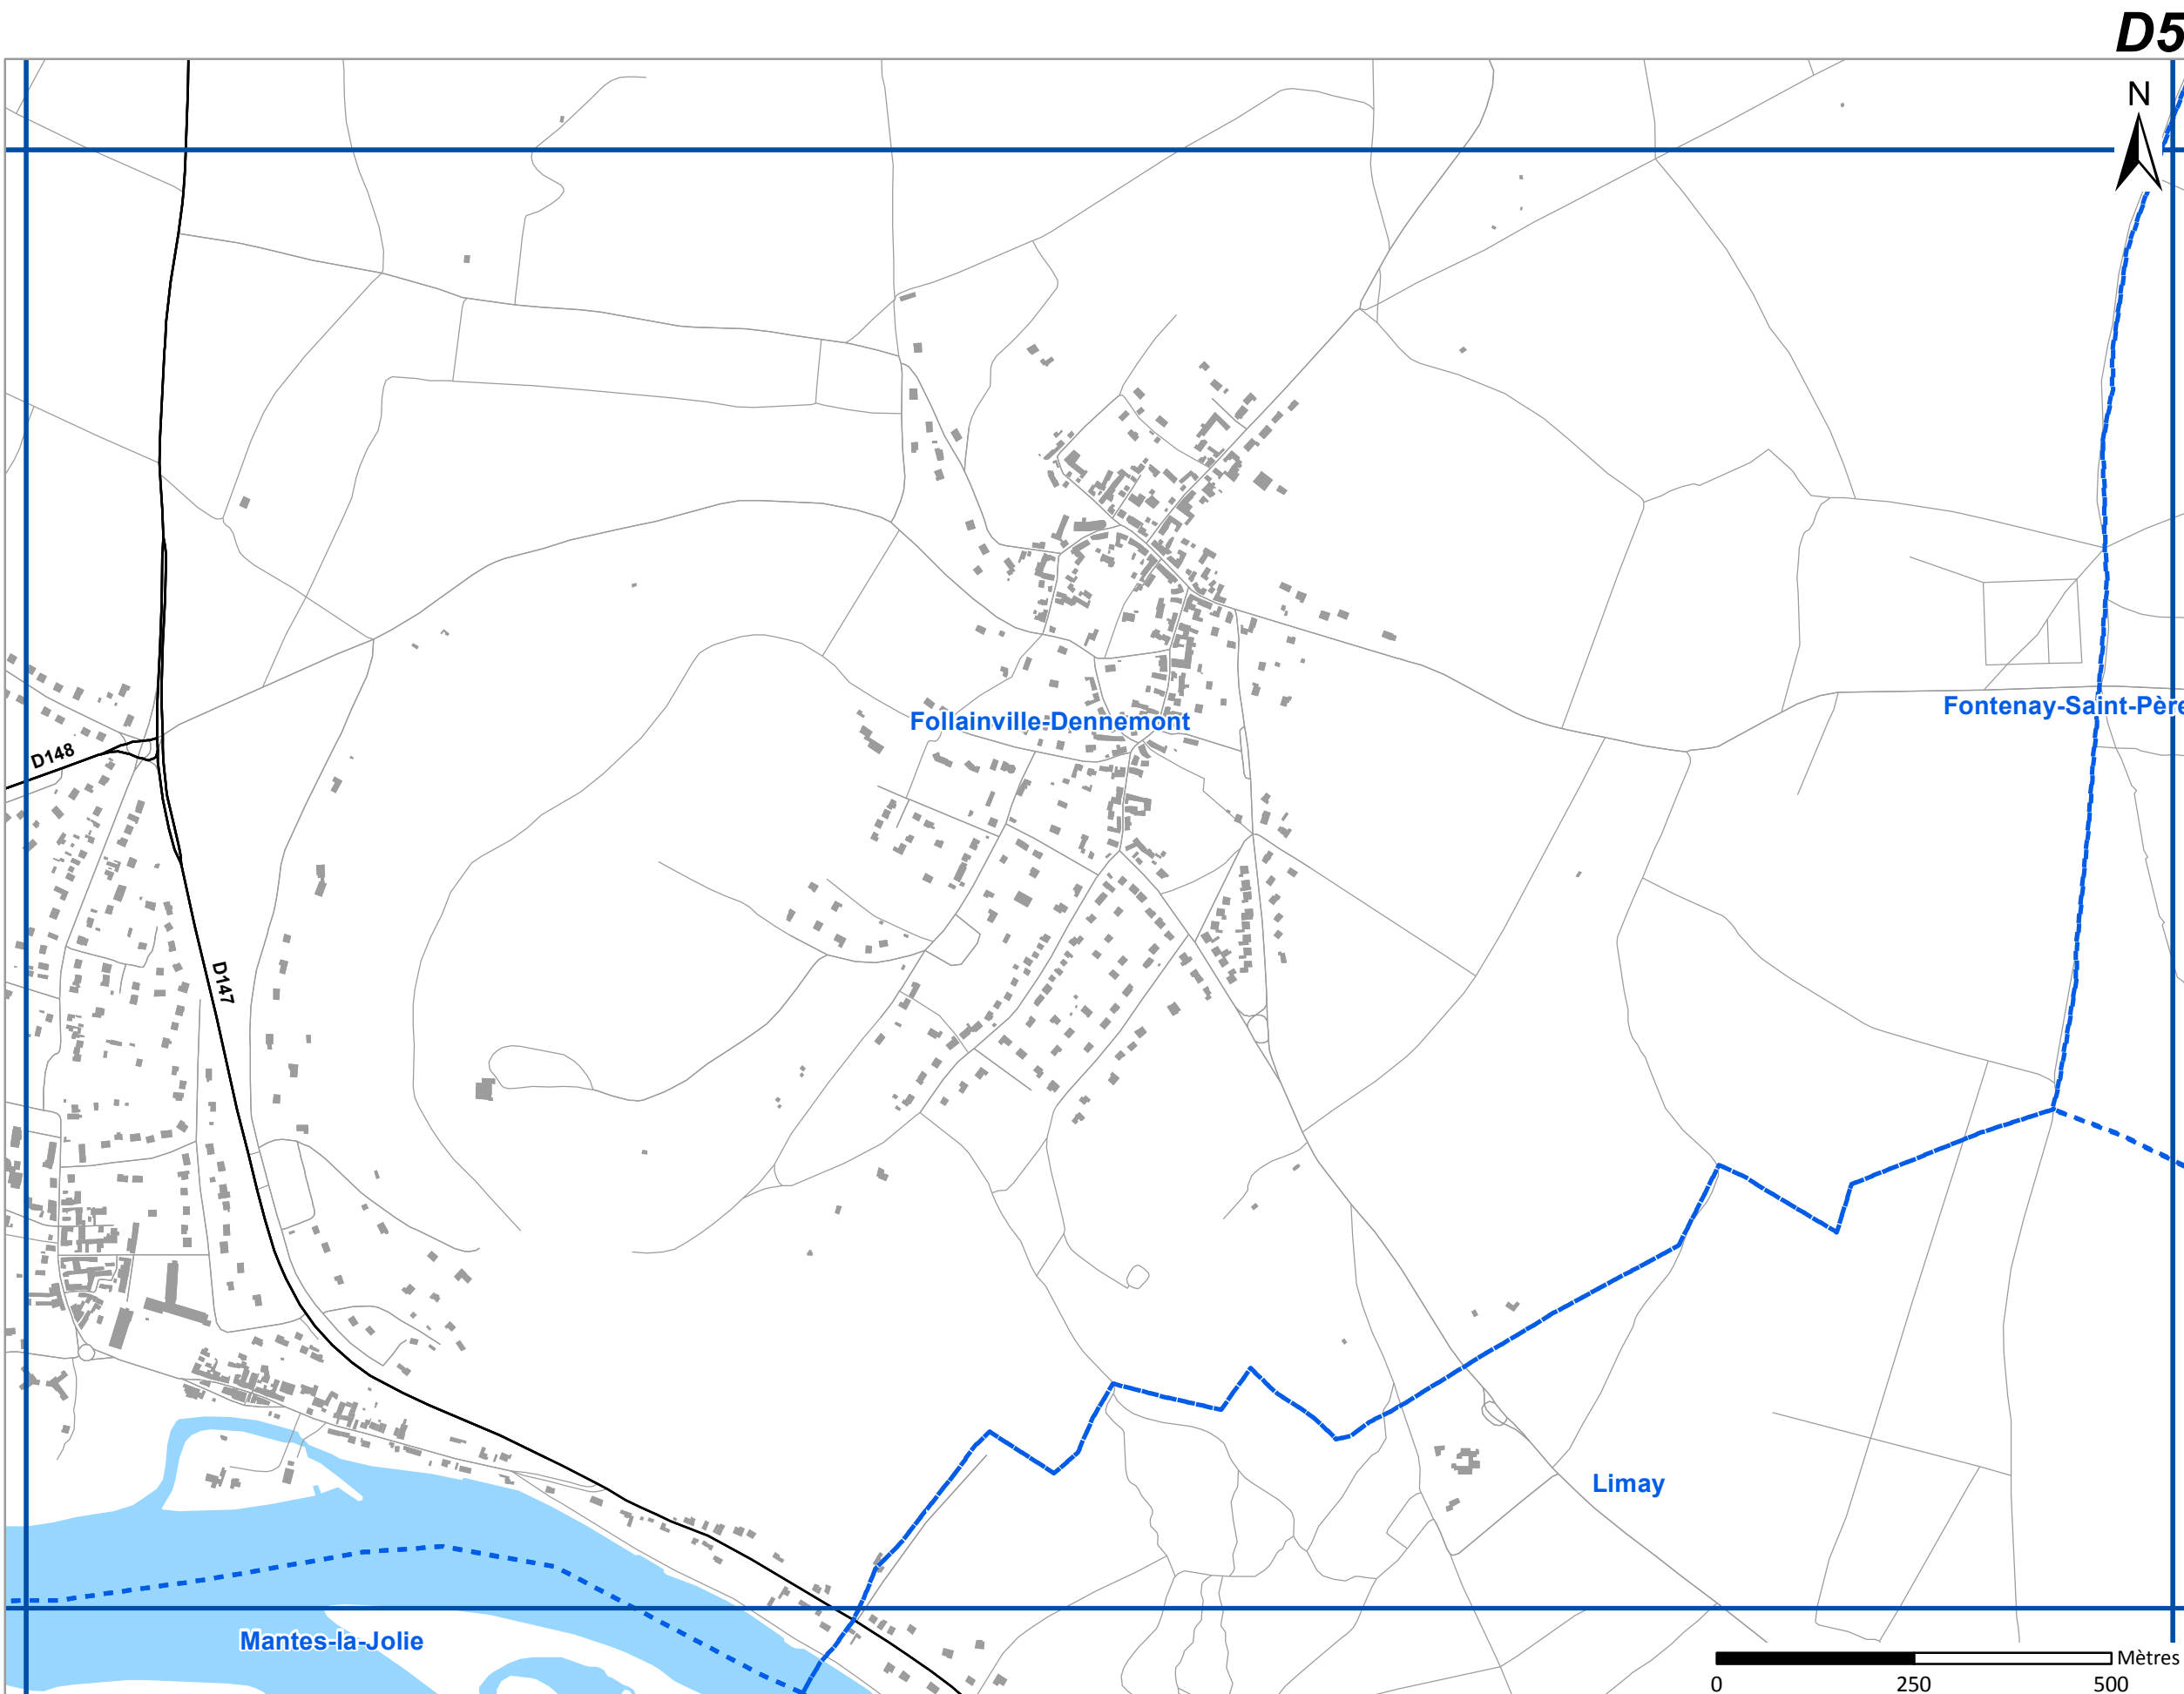 D5
N
Fontenay-Saint-Père
Follainville-Dennemont
D148
D147
Limay
Mantes-la-Jolie
Mètres
0 250 500